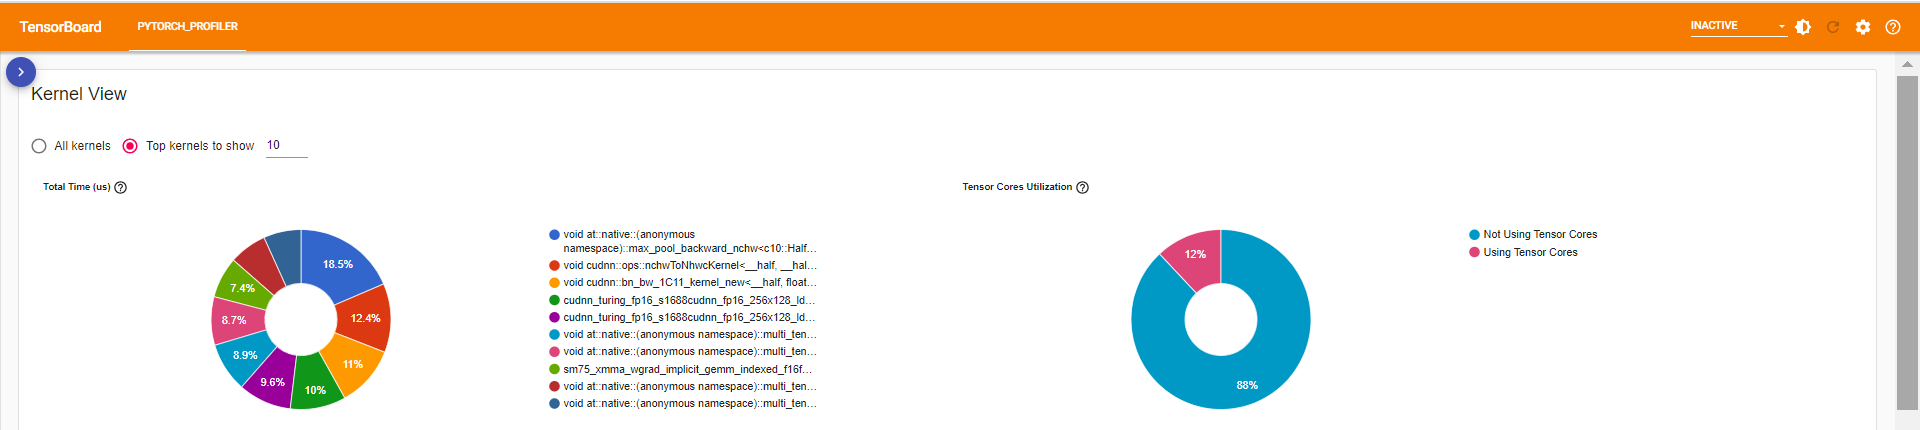 TensorBoard PYTORCH_PROFILER INACTIVE
Kernel View
All kernels Top kernels to show 10
Total Time (us)
18.5%
12.4%
11%
10%
9.6%
8.9%
8.7%
7.4%
void at::native::(anonymous
namespace)::max_pool_backward_nchw<c10::Half...
void cudnn::ops::nchwToNhwcKernel<__half, __hal...
void cudnn::bn_bw_1C11_kernel_new<__half, float...
cudnn_turing_fp16_s1688cudnn_fp16_256x128_ld...
cudnn_turing_fp16_s1688cudnn_fp16_256x128_ld...
void at::native::(anonymous namespace)::multi_ten...
void at::native::(anonymous namespace)::multi_ten...
sm75_xmma_wgrad_implicit_gemm_indexed_f16f...
void at::native::(anonymous namespace)::multi_ten...
void at::native::(anonymous namespace)::multi_ten...
Tensor Cores Utilization
12%
88%
Not Using Tensor Cores
Using Tensor Cores